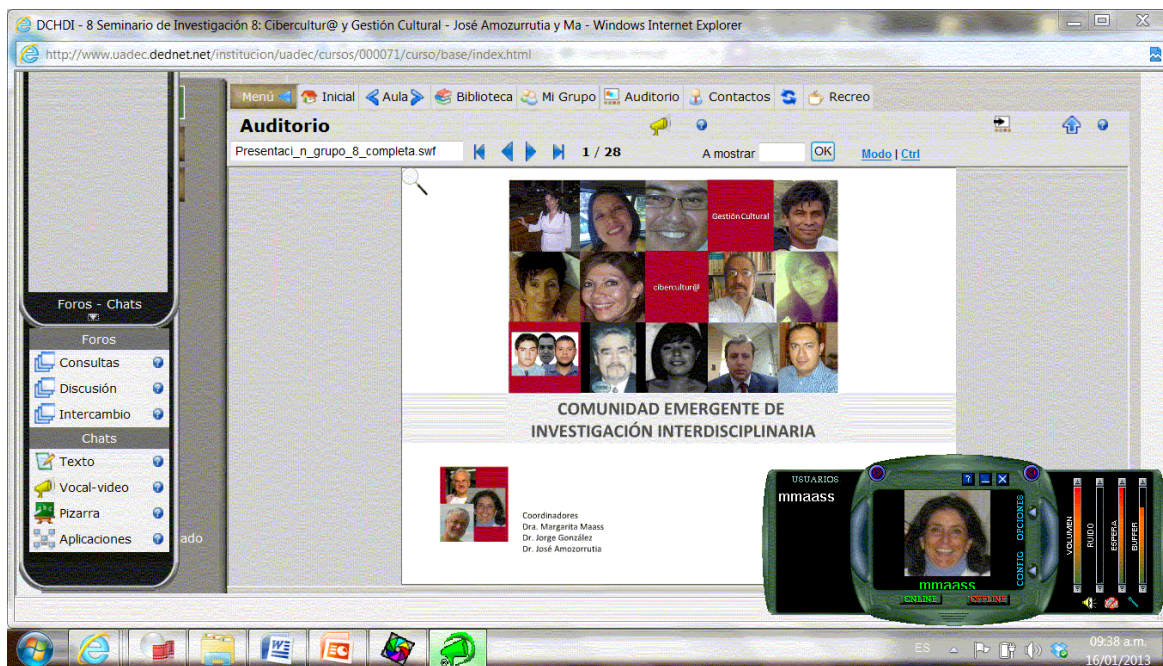 DCHDI - 8 Seminario de Investigación 8: Cibercultur@ y Gestión Cultural - José Amozurrutia y Ma - Windows Internet Explorer
http://www.uadec.dednet.net/institucion/uadec/cursos/000071/curso/base/index.html
Menú Inicial Aula Biblioteca Mi Grupo Auditorio Contactos Recreo
Auditorio
Presentaci_n_grupo_8_completa.swf 1 / 28 A mostrar OK Modo | Ctrl
Gestión Cultural
cibercultur@
COMUNIDAD EMERGENTE DE
INVESTIGACIÓN INTERDISCIPLINARIA
Coordinadores
Dra. Margarita Maass
Dr. Jorge González
Dr. José Amozorrutia
Foros - Chats
Foros
Consultas
Discusión
Intercambio
Chats
Texto
Vocal-video
Pizarra
Aplicaciones
ado
USUARIOS
mmaass
mmaass
ONLINE OFFLINE
CONFIG OPCIONES
VOLUMEN
RUIDO
ESPERA
BUFFER
ES
09:38 a.m.
16/01/2013